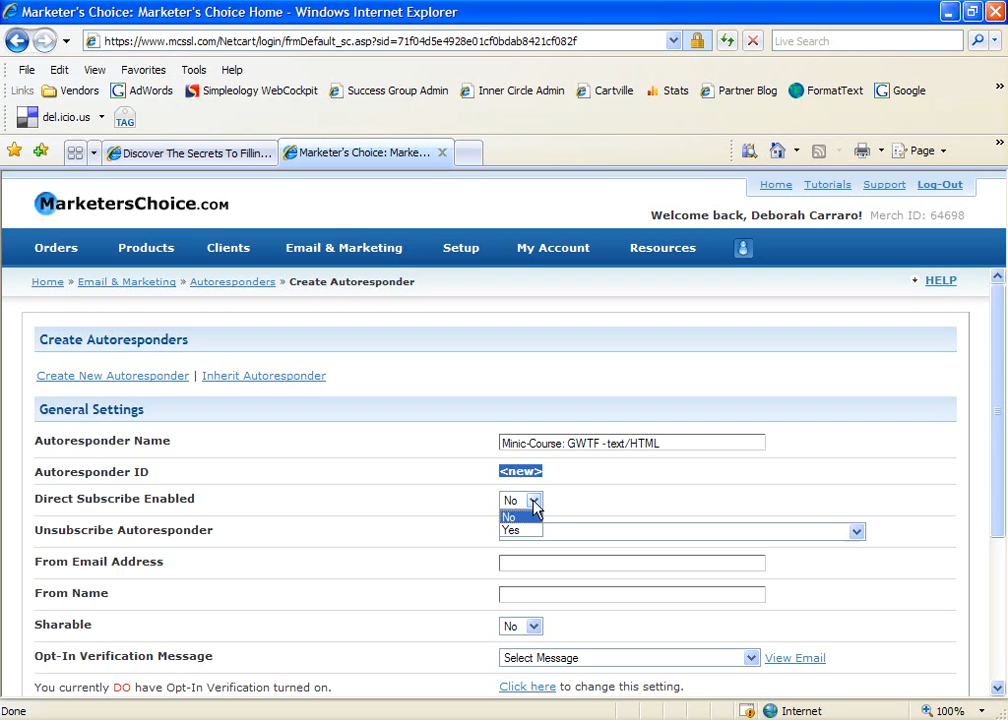 Marketer's Choice: Marketer's Choice Home - Windows Internet Explorer
https://www.mcssl.com/Netcart/login/frmDefault_sc.asp?sid=71f04d5e4928e01cf0bdab8421cf082f
Live Search
File Edit View Favorites Tools Help
Links Vendors AdWords Simpleology WebCockpit Success Group Admin Inner Circle Admin Cartville Stats Partner Blog FormatText Google »
del.icio.us TAG
Discover The Secrets To Fillin... Marketer's Choice: Marke... Page »
Home Tutorials Support Log-Out
MarketersChoice.com
Welcome back, Deborah Carraro! Merch ID: 64698
Orders Products Clients Email & Marketing Setup My Account Resources
Home » Email & Marketing » Autoresponders » Create Autoresponder
HELP
Create Autoresponders
Create New Autoresponder | Inherit Autoresponder
General Settings
Autoresponder Name Minic-Course: GWTF - text/HTML
Autoresponder ID <new>
Direct Subscribe Enabled No
No
Yes
Unsubscribe Autoresponder
From Email Address
From Name
Sharable No
Opt-In Verification Message Select Message View Email
You currently DO have Opt-In Verification turned on. Click here to change this setting.
Done Internet 100%